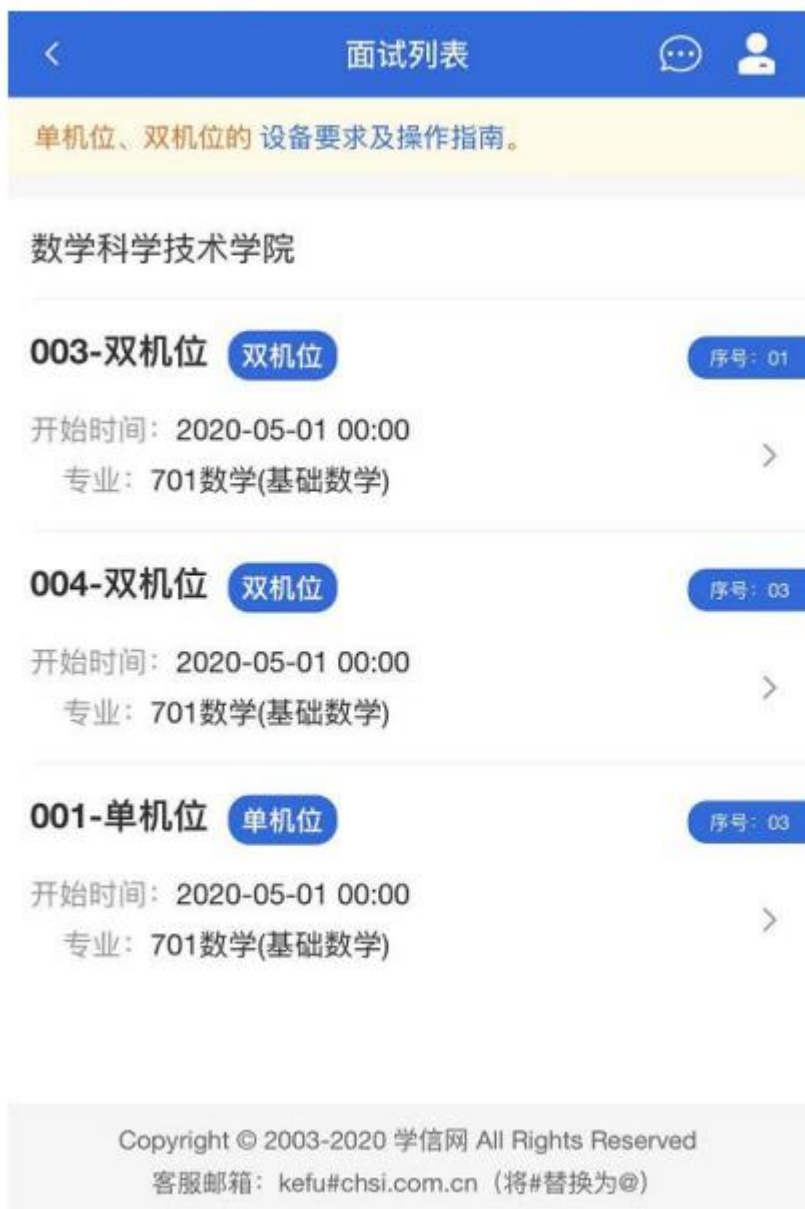 面试列表
单机位、双机位的 设备要求及操作指南。
数学科学技术学院
003-双机位 双机位 序号：01
开始时间：2020-05-01 00:00
专业：701数学(基础数学)
004-双机位 双机位 序号：03
开始时间：2020-05-01 00:00
专业：701数学(基础数学)
001-单机位 单机位 序号：03
开始时间：2020-05-01 00:00
专业：701数学(基础数学)
Copyright © 2003-2020 学信网 All Rights Reserved
客服邮箱：kefu#chsi.com.cn（将#替换为@）